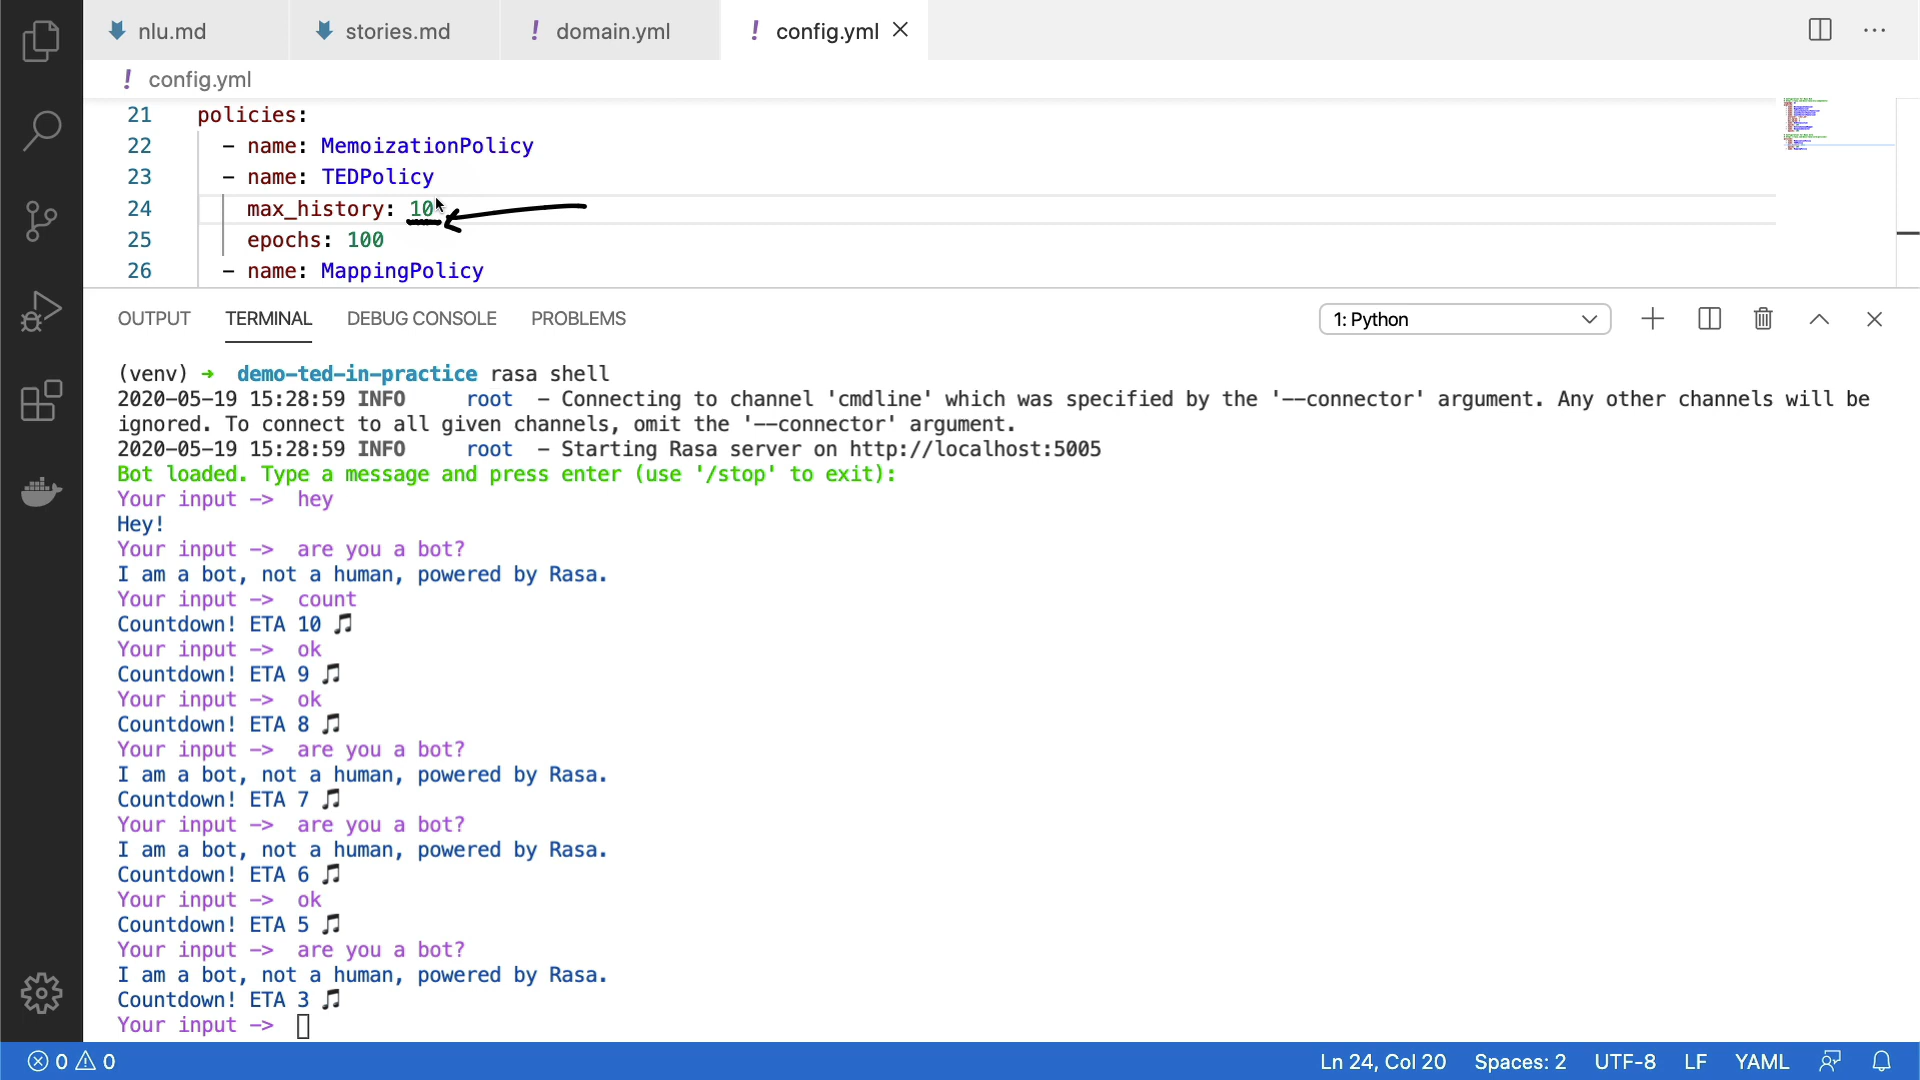 nlu.md stories.md ! domain.yml ! config.yml
! config.yml
21 policies:
22 - name: MemoizationPolicy
23 - name: TEDPolicy
24 max_history: 10
25 epochs: 100
26 - name: MappingPolicy
OUTPUT TERMINAL DEBUG CONSOLE PROBLEMS 1: Python
(venv) → demo-ted-in-practice rasa shell
2020-05-19 15:28:59 INFO root - Connecting to channel 'cmdline' which was specified by the '--connector' argument. Any other channels will be
ignored. To connect to all given channels, omit the '--connector' argument.
2020-05-19 15:28:59 INFO root - Starting Rasa server on http://localhost:5005
Bot loaded. Type a message and press enter (use '/stop' to exit):
Your input -> hey
Hey!
Your input -> are you a bot?
I am a bot, not a human, powered by Rasa.
Your input -> count
Countdown! ETA 10 🎵
Your input -> ok
Countdown! ETA 9 🎵
Your input -> ok
Countdown! ETA 8 🎵
Your input -> are you a bot?
I am a bot, not a human, powered by Rasa.
Countdown! ETA 7 🎵
Your input -> are you a bot?
I am a bot, not a human, powered by Rasa.
Countdown! ETA 6 🎵
Your input -> ok
Countdown! ETA 5 🎵
Your input -> are you a bot?
I am a bot, not a human, powered by Rasa.
Countdown! ETA 3 🎵
Your input ->
0 0 Ln 24, Col 20 Spaces: 2 UTF-8 LF YAML